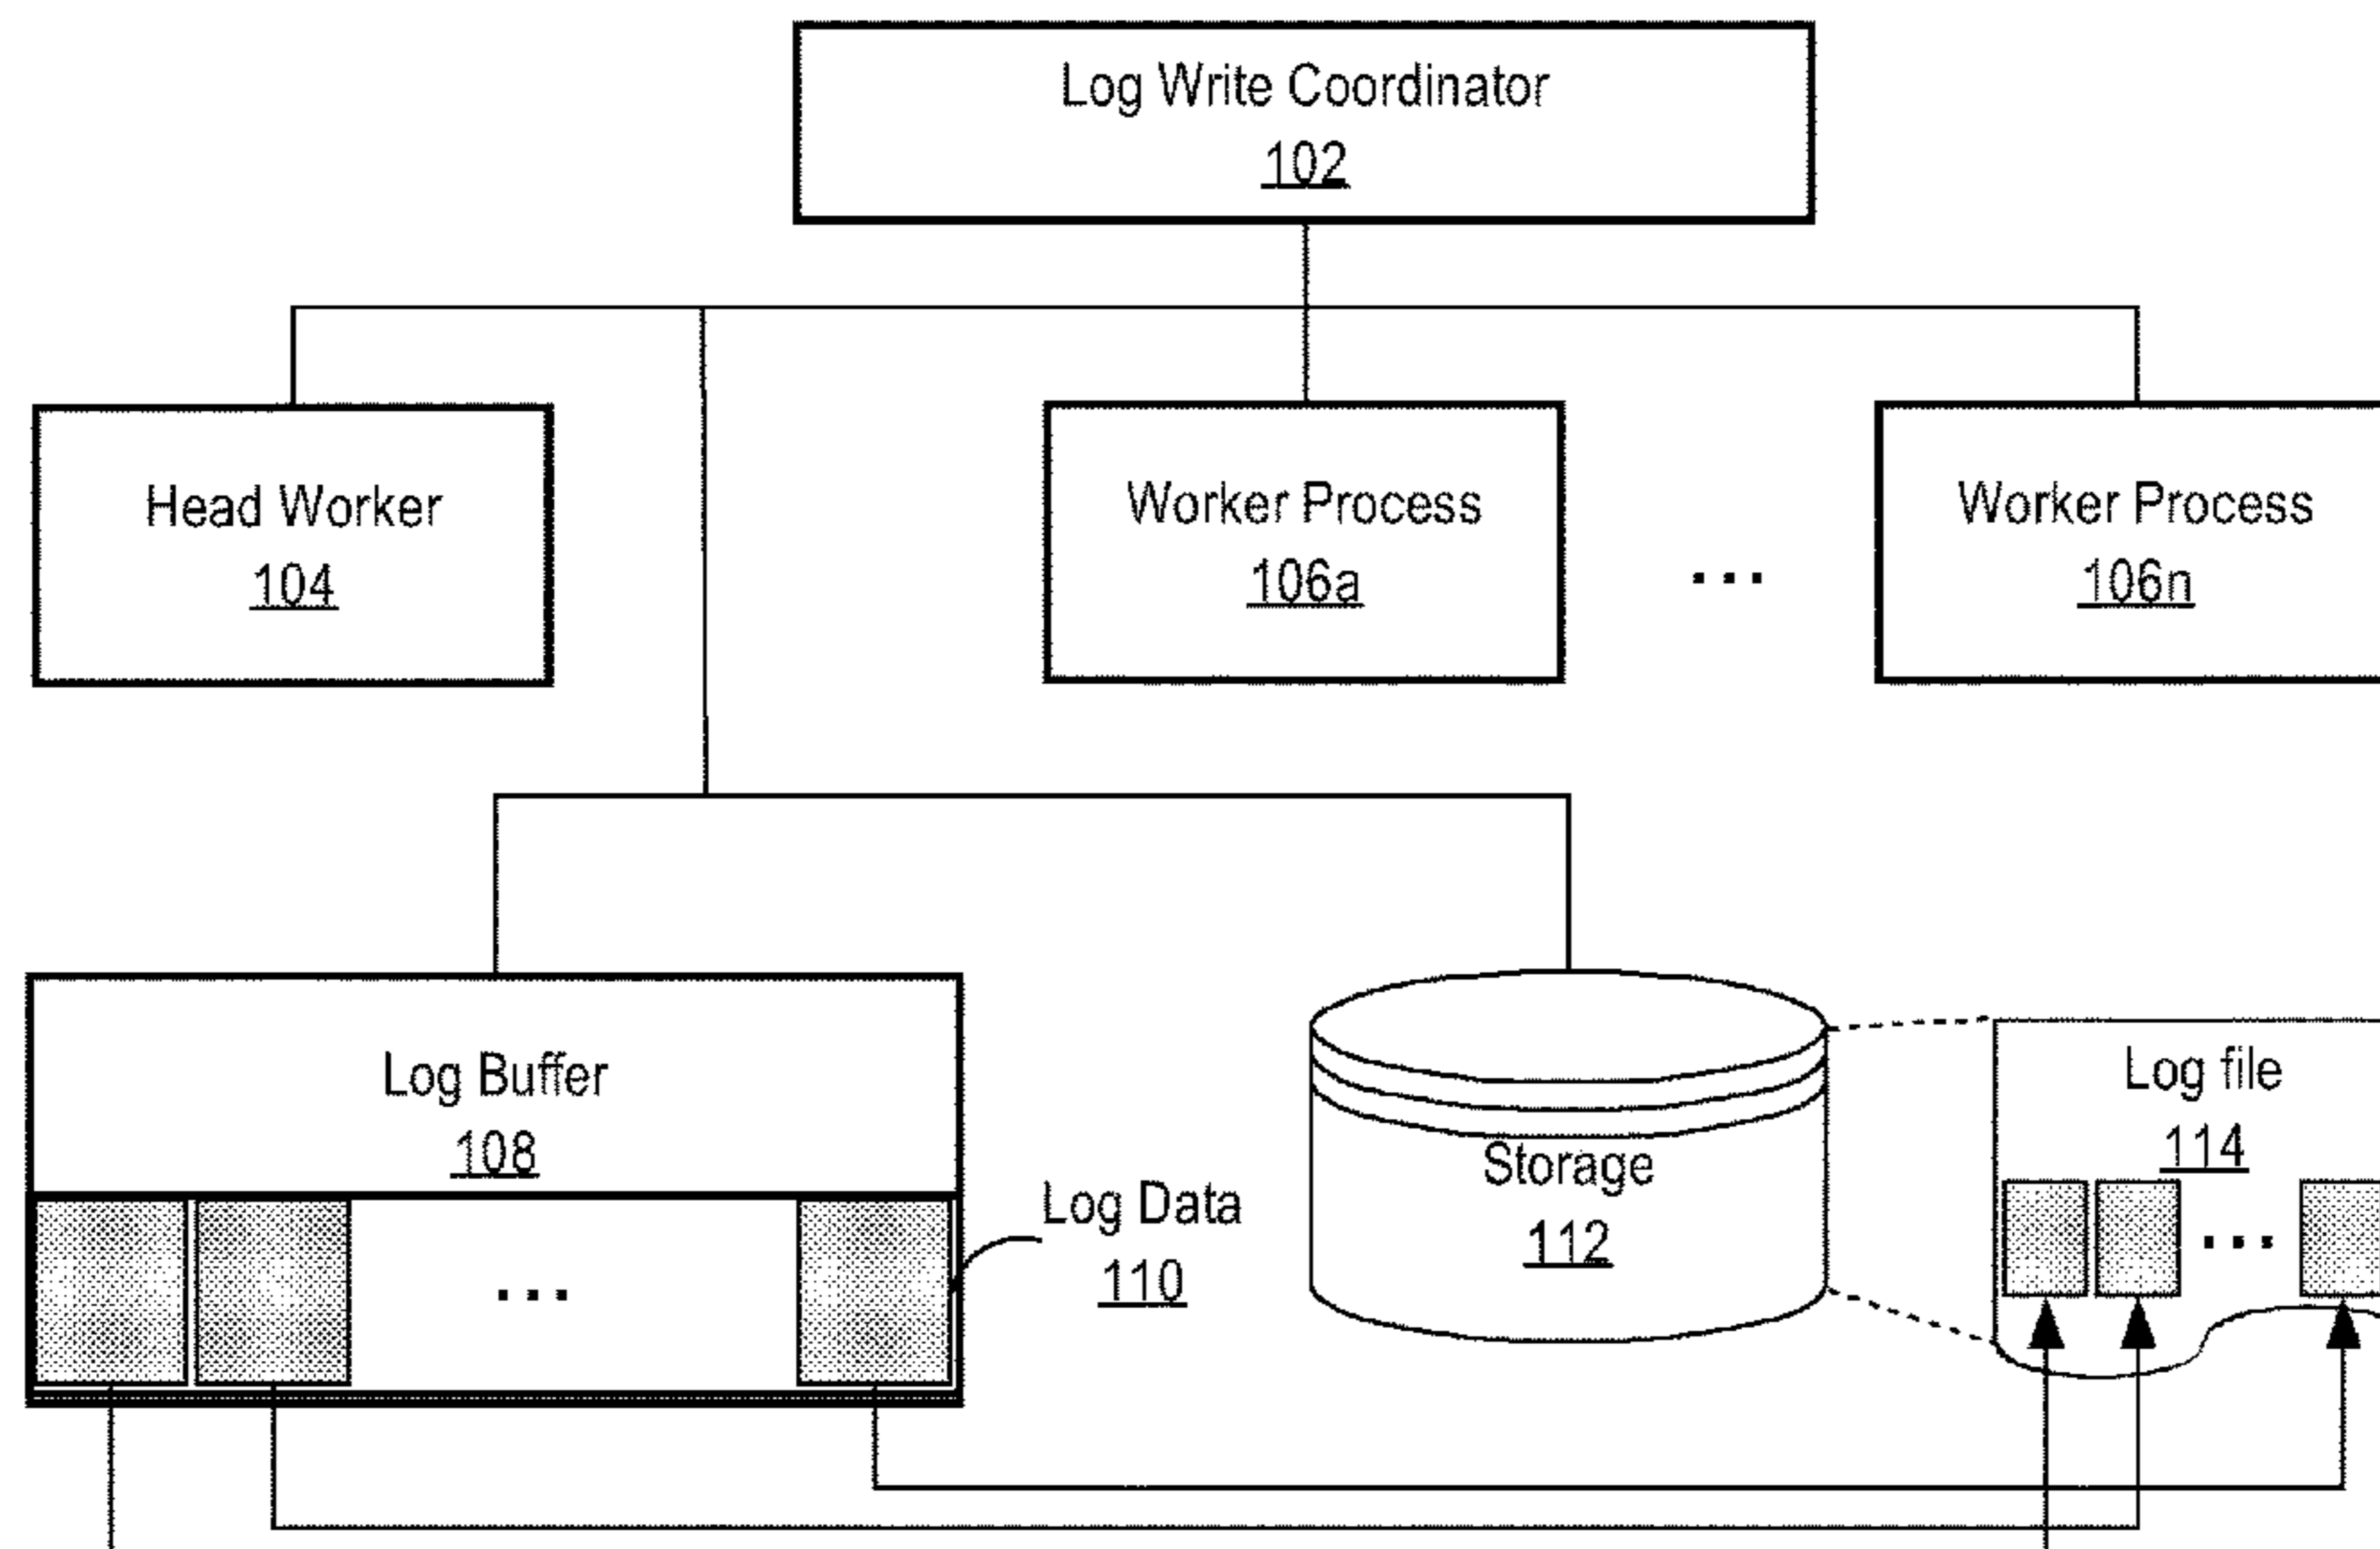 Log Write Coordinator
102
Head Worker
104
Worker Process
106a
...
Worker Process
106n
Log Buffer
108
...
Log Data
110
Storage
112
Log file
114
...